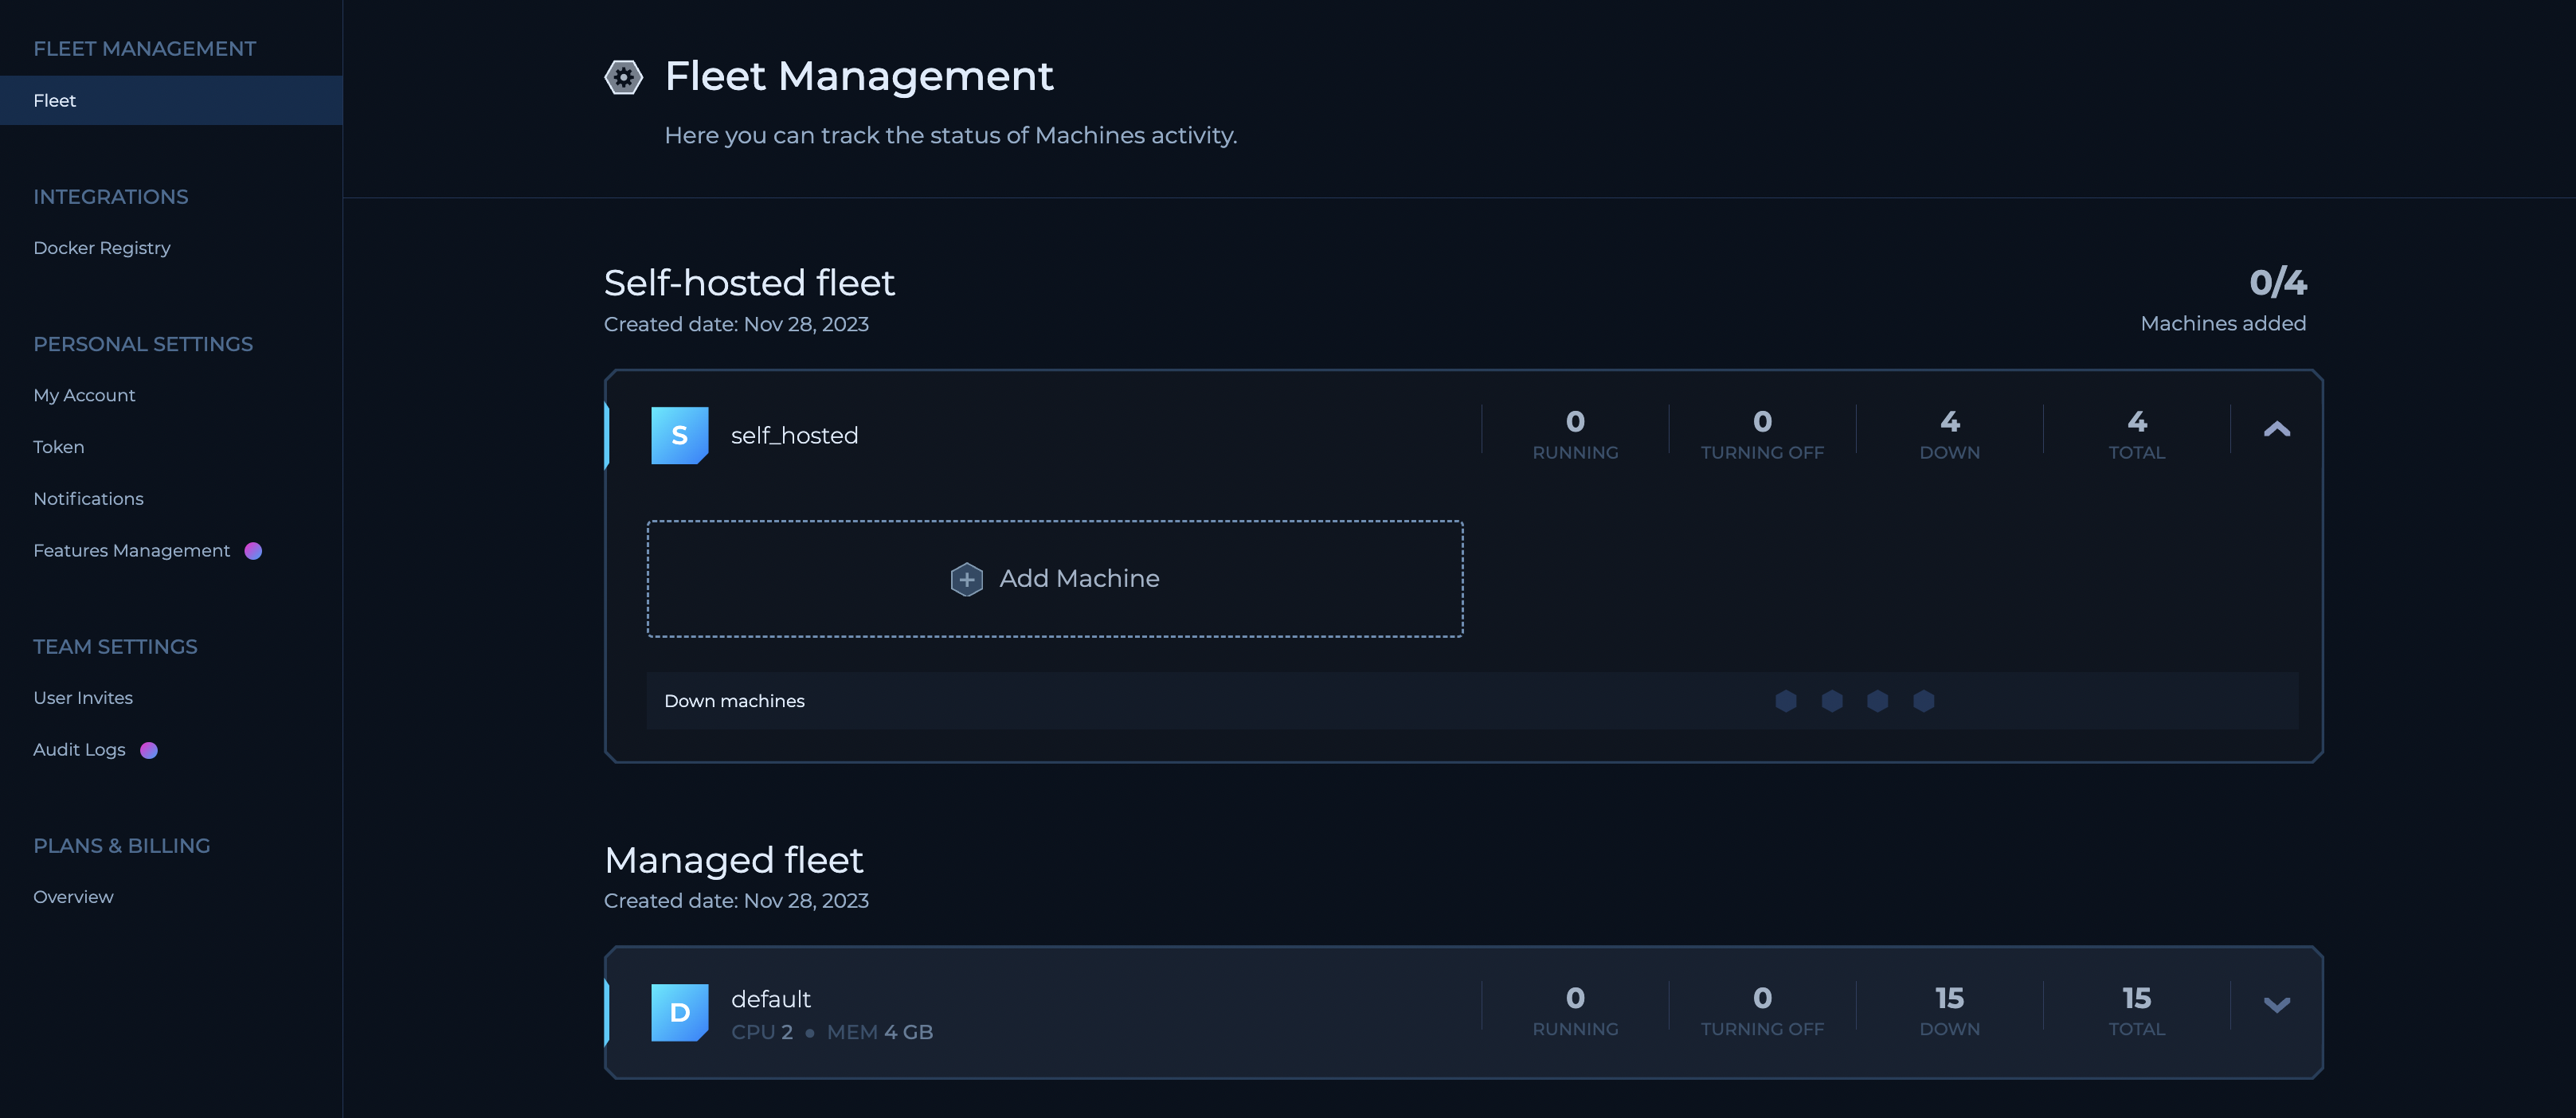 FLEET MANAGEMENT
Fleet
INTEGRATIONS
Docker Registry
PERSONAL SETTINGS
My Account
Token
Notifications
Features Management
TEAM SETTINGS
User Invites
Audit Logs
PLANS & BILLING
Overview
Fleet Management
Here you can track the status of Machines activity.
Self-hosted fleet
Created date: Nov 28, 2023
0/4
Machines added
S
self_hosted
0
RUNNING
0
TURNING OFF
4
DOWN
4
TOTAL
Add Machine
Down machines
Managed fleet
Created date: Nov 28, 2023
D
default
CPU 2 • MEM 4 GB
0
RUNNING
0
TURNING OFF
15
DOWN
15
TOTAL